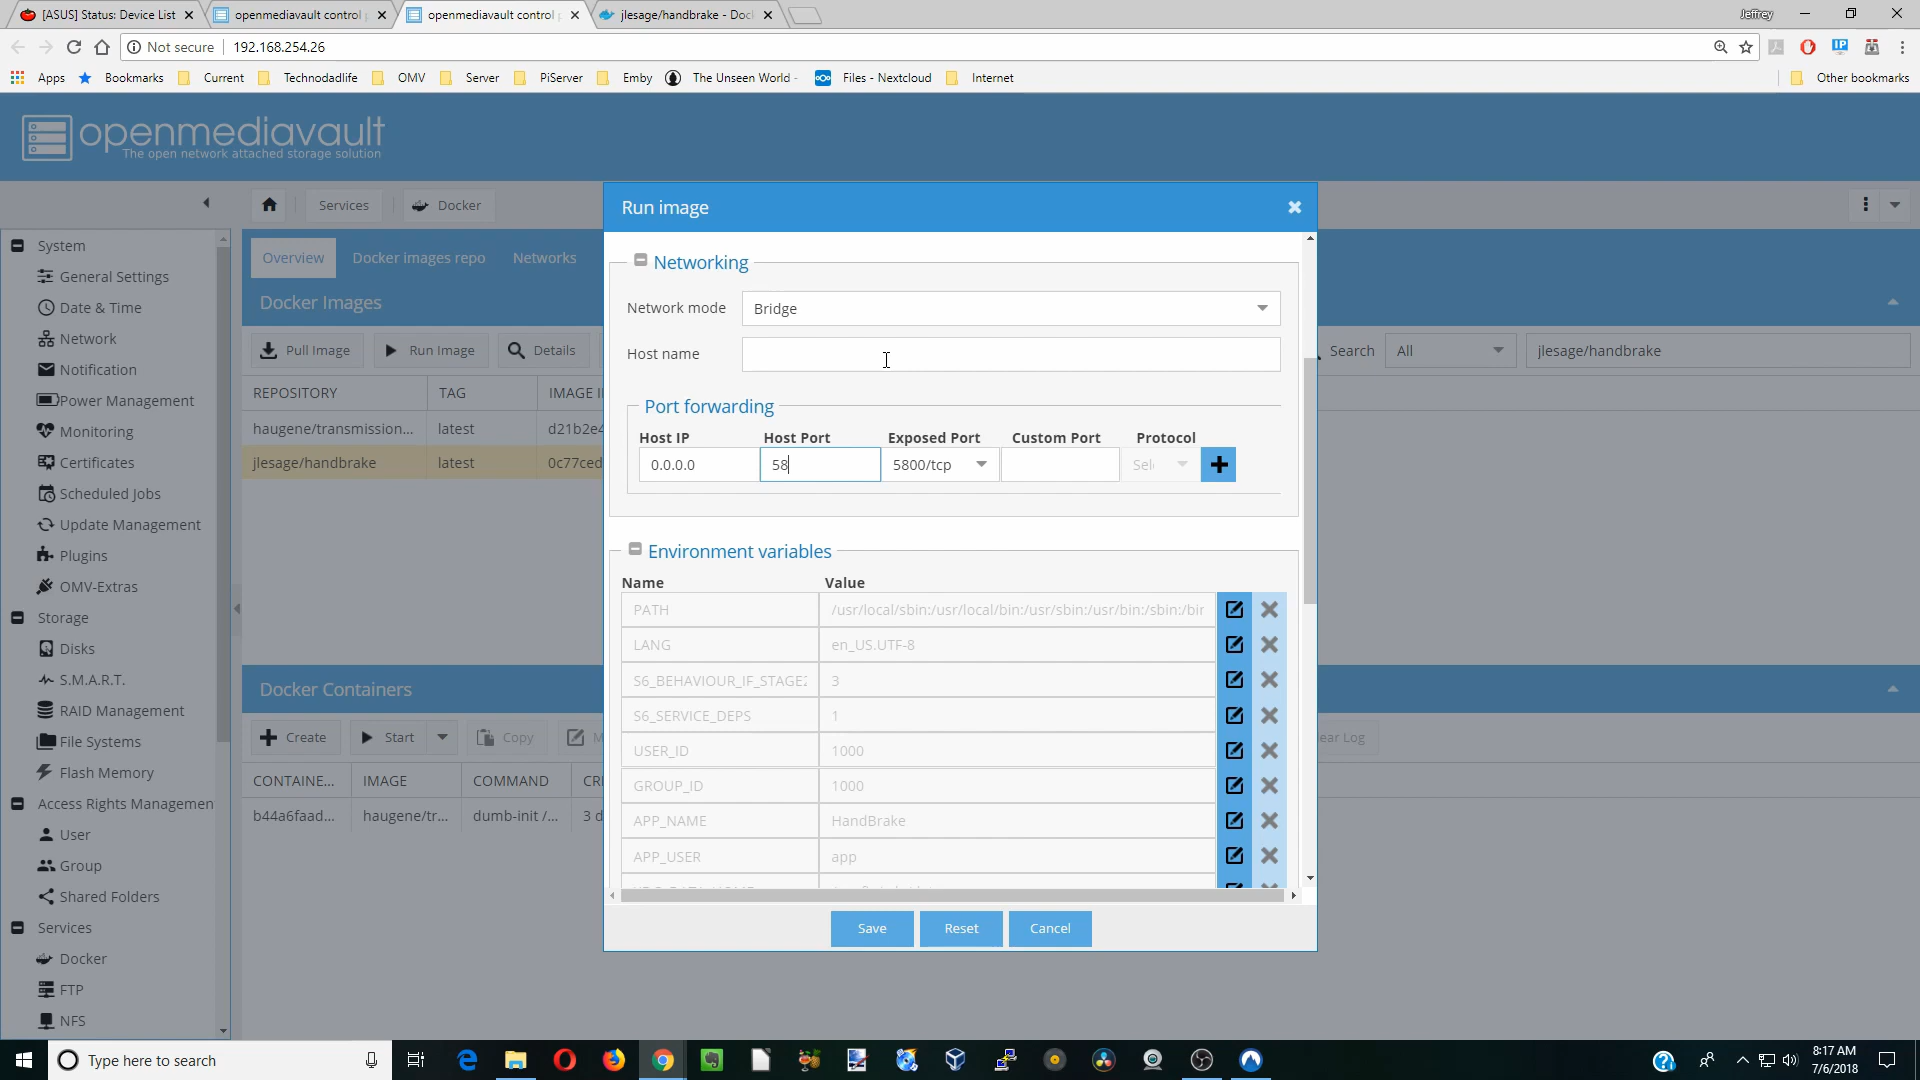 [ASUS] Status: Device List
openmediavault control p
openmediavault control p
jlesage/handbrake - Doc
Jeffrey
Not secure
192.168.254.26
IP
Apps
Bookmarks
Current
Technodadlife
OMV
Server
PiServer
Emby
The Unseen World -
Files - Nextcloud
Internet
Other bookmarks
openmediavault
The open network attached storage solution
Services
Docker
System
General Settings
Date & Time
Network
Notification
Power Management
Monitoring
Certificates
Scheduled Jobs
Update Management
Plugins
OMV-Extras
Storage
Disks
S.M.A.R.T.
RAID Management
File Systems
Flash Memory
Access Rights Managemen
User
Group
Shared Folders
Services
Docker
FTP
NFS
Overview
Docker images repo
Networks
Docker Images
Pull Image
Run Image
Details
Search
All
jlesage/handbrake
REPOSITORY
TAG
IMAGE I
haugene/transmission...
latest
d21b2e4
jlesage/handbrake
latest
0c77ced
Docker Containers
Create
Start
Copy
M
ear Log
CONTAINE...
IMAGE
COMMAND
CR
b44a6faad...
haugene/tr...
dumb-init /...
3 d
Run image
Networking
Network mode
Bridge
Host name
Port forwarding
Host IP
Host Port
Exposed Port
Custom Port
Protocol
0.0.0.0
58
5800/tcp
Sel
Environment variables
Name
Value
PATH
/usr/local/sbin:/usr/local/bin:/usr/sbin:/usr/bin:/sbin:/bin
LANG
en_US.UTF-8
S6_BEHAVIOUR_IF_STAGE2
3
S6_SERVICE_DEPS
1
USER_ID
1000
GROUP_ID
1000
APP_NAME
HandBrake
APP_USER
app
Save
Reset
Cancel
Type here to search
8:17 AM
7/6/2018